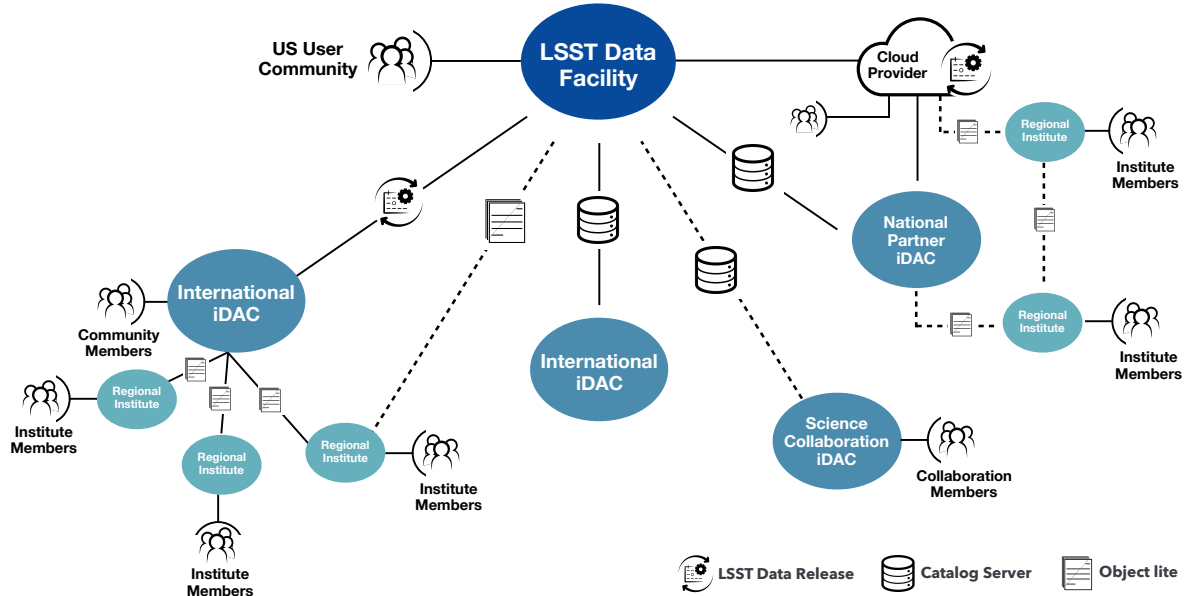 US User
Community
LSST Data
Facility
Cloud
Provider
Regional
Institute
Institute
Members
National
Partner
iDAC
International
iDAC
Community
Members
Regional
Institute
Institute
Members
International
iDAC
Regional
Institute
Institute
Members
Regional
Institute
Institute
Members
Regional
Institute
Institute
Members
Science
Collaboration
iDAC
Collaboration
Members
LSST Data Release
Catalog Server
Object lite